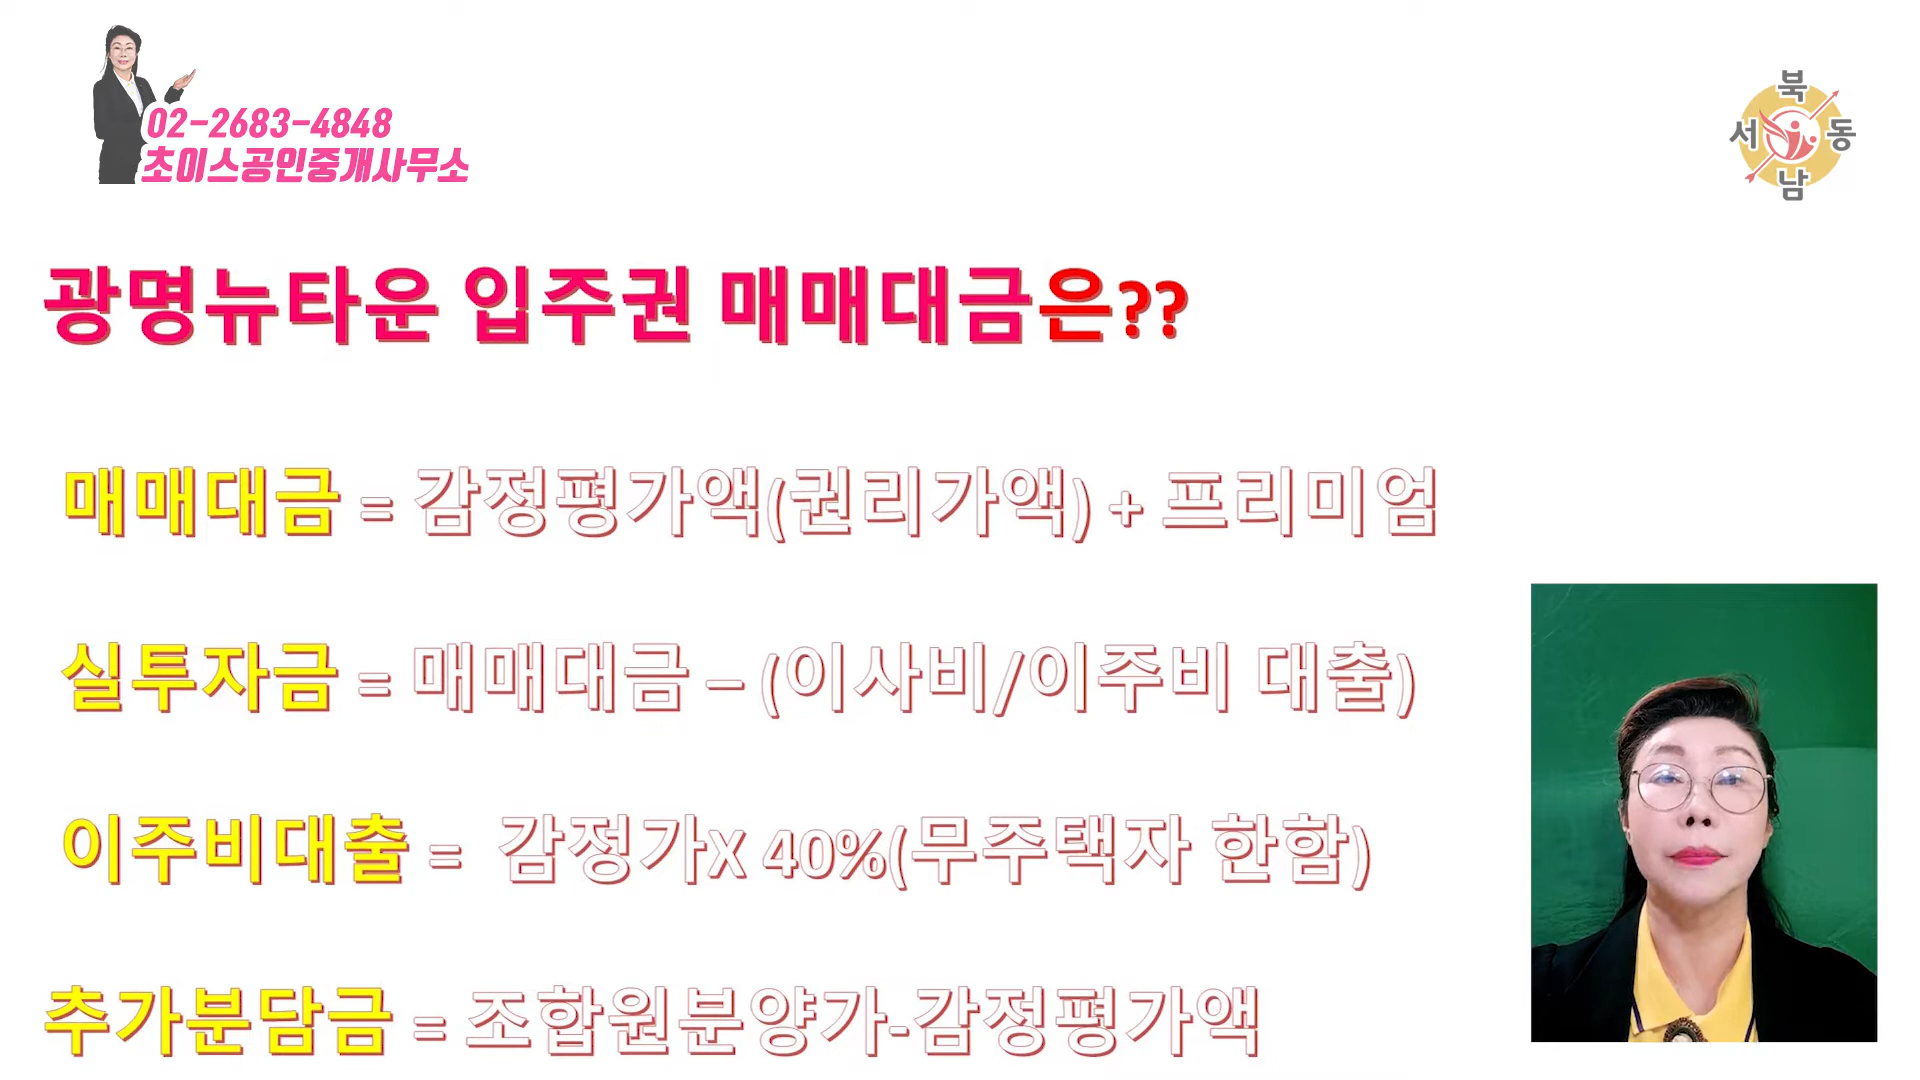 02-2683-4848
초이스공인중개사무소
북
서 동
남
광명뉴타운 입주권 매매대금은??
매매대금 = 감정평가액(권리가액) + 프리미엄
실투자금 = 매매대금 – (이사비/이주비 대출)
이주비대출 = 감정가X 40%(무주택자 한함)
추가분담금 = 조합원분양가-감정평가액